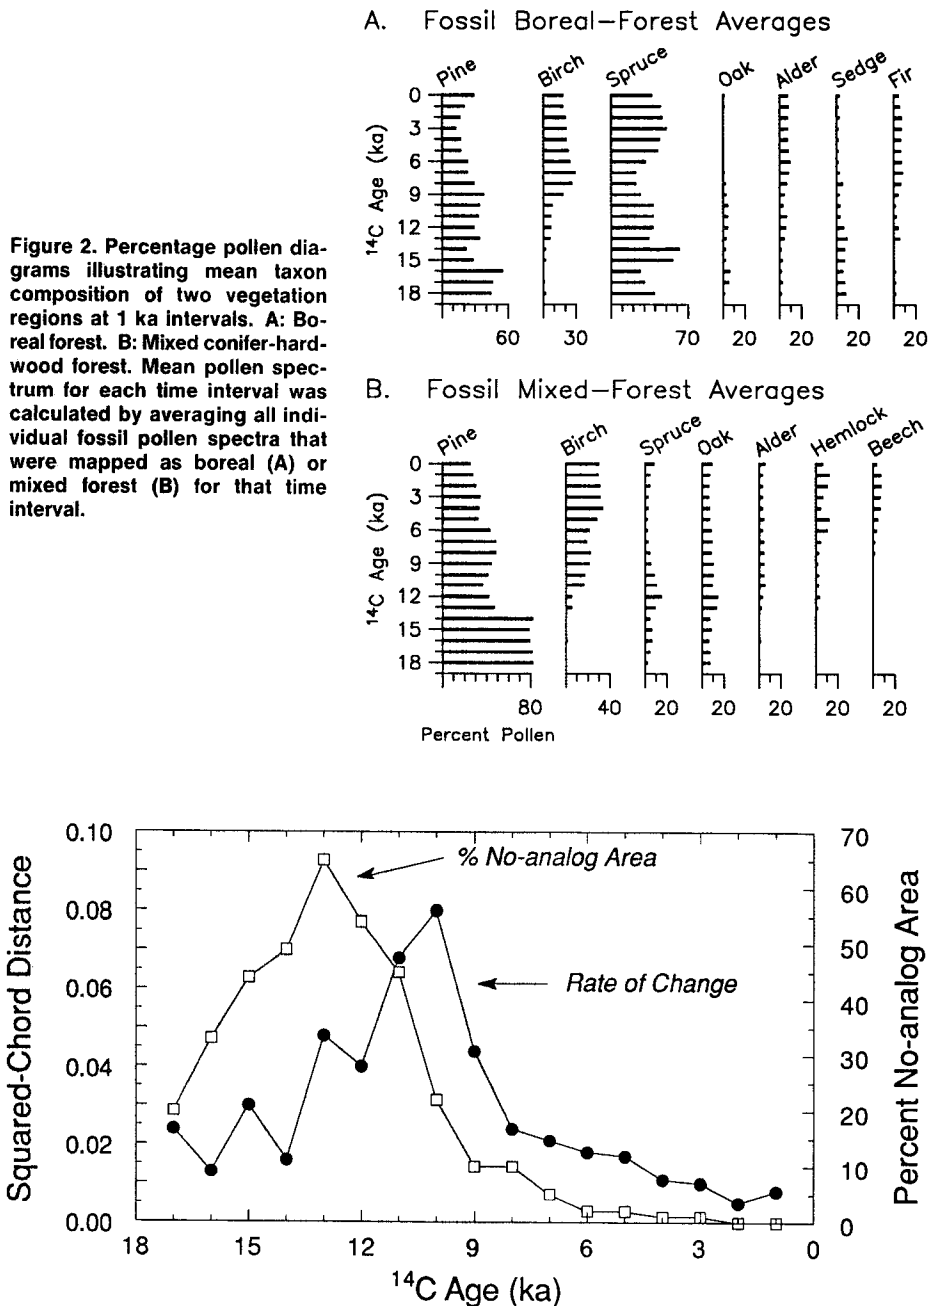 A. Fossil Boreal-Forest Averages
Pine Birch Spruce Oak Alder Sedge Fir
0
3
6
9
12
15
18
14C Age (ka)
60 30 70 20 20 20 20
Figure 2. Percentage pollen dia-
grams illustrating mean taxon
composition of two vegetation
regions at 1 ka intervals. A: Bo-
real forest. B: Mixed conifer-hard-
wood forest. Mean pollen spec-
trum for each time interval was
calculated by averaging all indi-
vidual fossil pollen spectra that
were mapped as boreal (A) or
mixed forest (B) for that time
interval.
B. Fossil Mixed-Forest Averages
Pine Birch Spruce Oak Alder Hemlock Beech
0
3
6
9
12
15
18
14C Age (ka)
80 40 20 20 20 20 20
Percent Pollen
0.10
0.08
0.06
0.04
0.02
0.00
Squared-Chord Distance
% No-analog Area
Rate of Change
70
60
50
40
30
20
10
0
Percent No-analog Area
18 15 12 9 6 3 0
14C Age (ka)